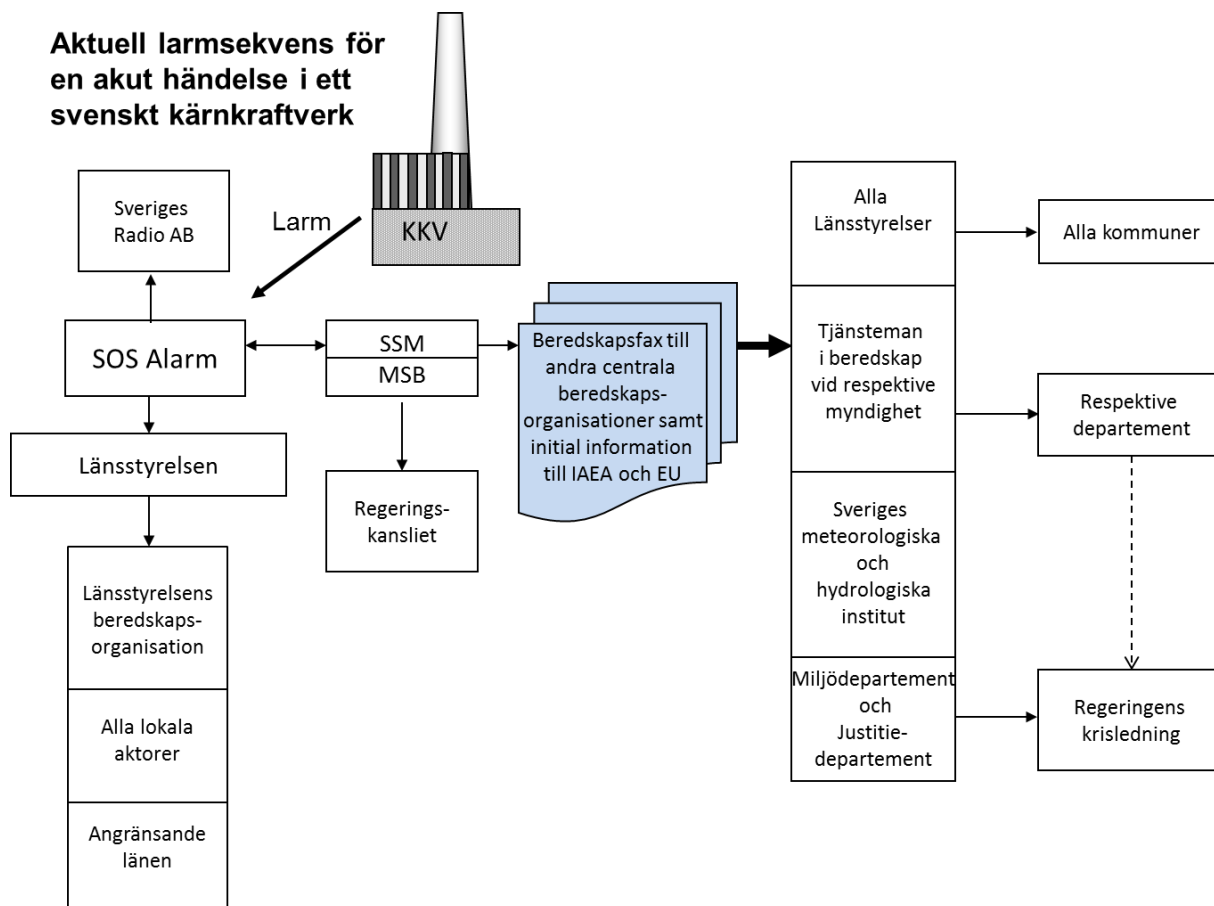 Aktuell larmsekvens för
en akut händelse i ett
svenskt kärnkraftverk
Sveriges
Radio AB
Larm
KKV
SOS Alarm
SSM
MSB
Länsstyrelsen
Regerings-
kansliet
Länsstyrelsens
beredskaps-
organisation
Alla lokala
aktorer
Angränsande
länen
Beredskapsfax till
andra centrala
beredskaps-
organisationer samt
initial information
till IAEA och EU
Alla
Länsstyrelser
Tjänsteman
i beredskap
vid respektive
myndighet
Sveriges
meteorologiska
och
hydrologiska
institut
Miljödepartement
och
Justitie-
departement
Alla kommuner
Respektive
departement
Regeringens
krisledning